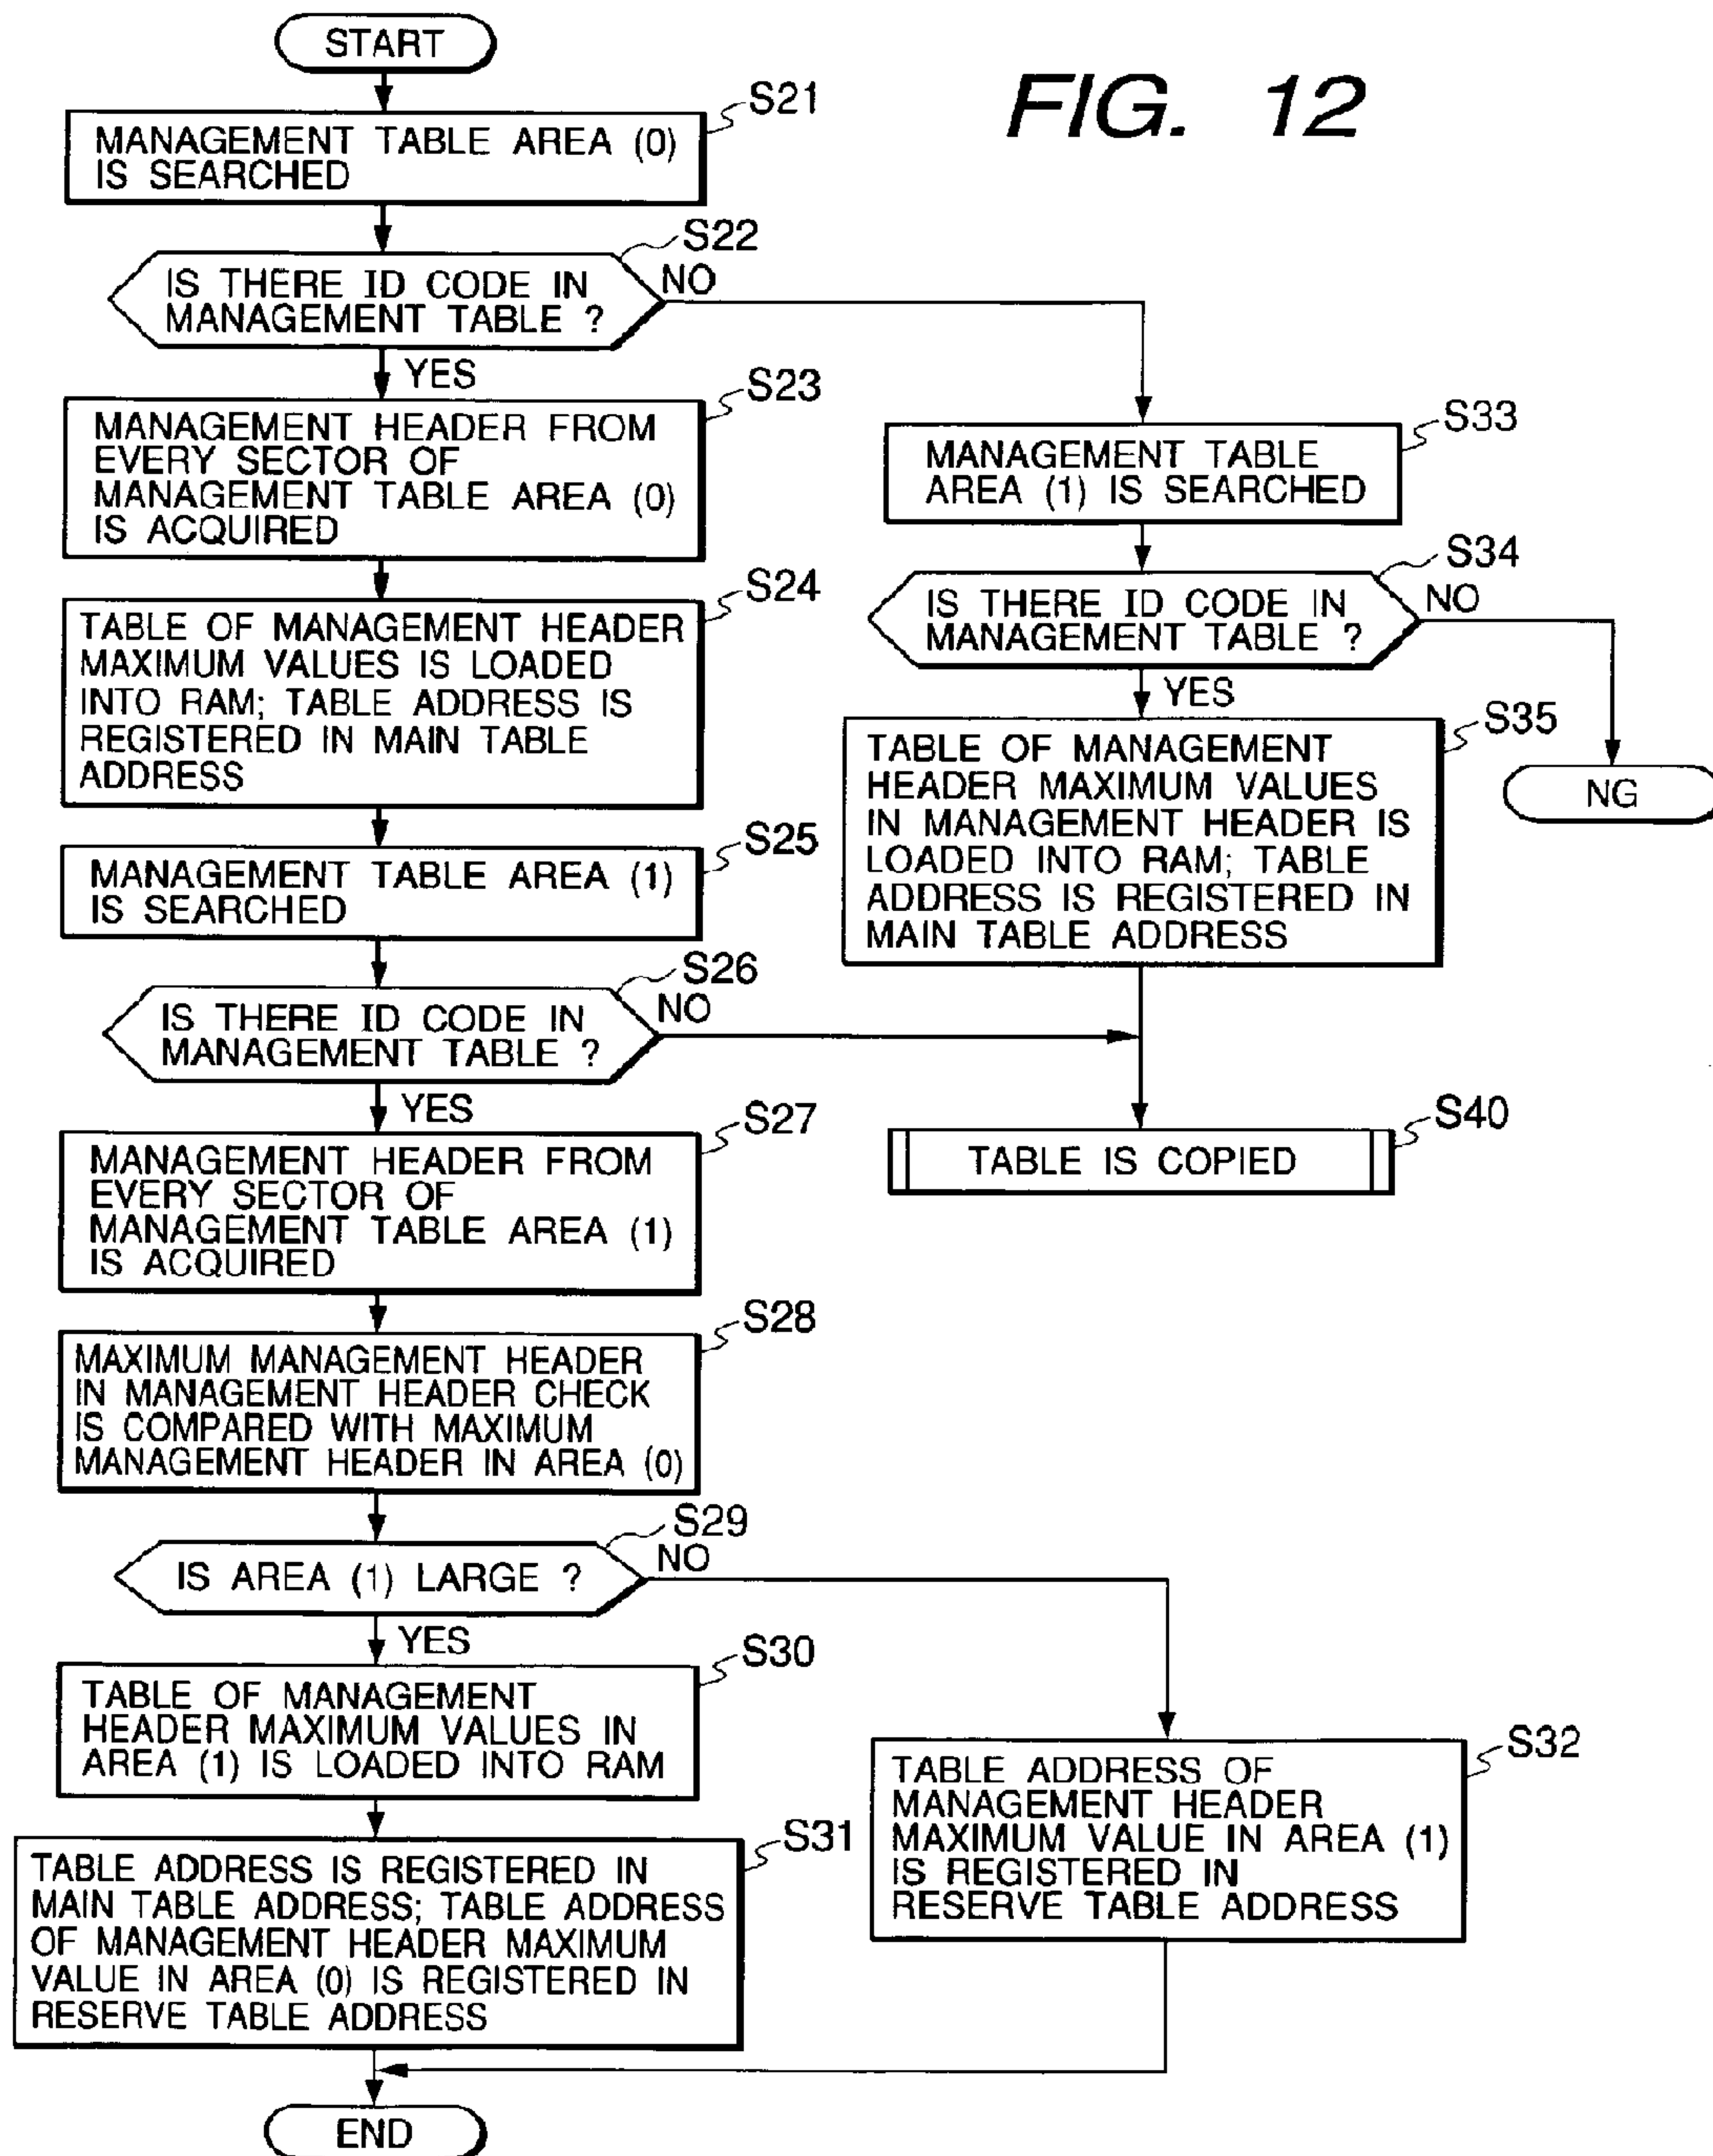 FIG. 12
START
S21
MANAGEMENT TABLE AREA (0)
IS SEARCHED
S22
IS THERE ID CODE IN
MANAGEMENT TABLE ?
NO
YES
S23
MANAGEMENT HEADER FROM
EVERY SECTOR OF
MANAGEMENT TABLE AREA (0)
IS ACQUIRED
S24
TABLE OF MANAGEMENT HEADER
MAXIMUM VALUES IS LOADED
INTO RAM; TABLE ADDRESS IS
REGISTERED IN MAIN TABLE
ADDRESS
S25
MANAGEMENT TABLE AREA (1)
IS SEARCHED
S26
IS THERE ID CODE IN
MANAGEMENT TABLE ?
NO
YES
S27
MANAGEMENT HEADER FROM
EVERY SECTOR OF
MANAGEMENT TABLE AREA (1)
IS ACQUIRED
S28
MAXIMUM MANAGEMENT HEADER
IN MANAGEMENT HEADER CHECK
IS COMPARED WITH MAXIMUM
MANAGEMENT HEADER IN AREA (0)
S29
IS AREA (1) LARGE ?
NO
YES
S30
TABLE OF MANAGEMENT
HEADER MAXIMUM VALUES IN
AREA (1) IS LOADED INTO RAM
S31
TABLE ADDRESS IS REGISTERED IN
MAIN TABLE ADDRESS; TABLE ADDRESS
OF MANAGEMENT HEADER MAXIMUM
VALUE IN AREA (0) IS REGISTERED IN
RESERVE TABLE ADDRESS
END
S33
MANAGEMENT TABLE
AREA (1) IS SEARCHED
S34
IS THERE ID CODE IN
MANAGEMENT TABLE ?
NO
YES
NG
S35
TABLE OF MANAGEMENT
HEADER MAXIMUM VALUES
IN MANAGEMENT HEADER IS
LOADED INTO RAM; TABLE
ADDRESS IS REGISTERED IN
MAIN TABLE ADDRESS
S40
TABLE IS COPIED
S32
TABLE ADDRESS OF
MANAGEMENT HEADER
MAXIMUM VALUE IN AREA (1)
IS REGISTERED IN
RESERVE TABLE ADDRESS